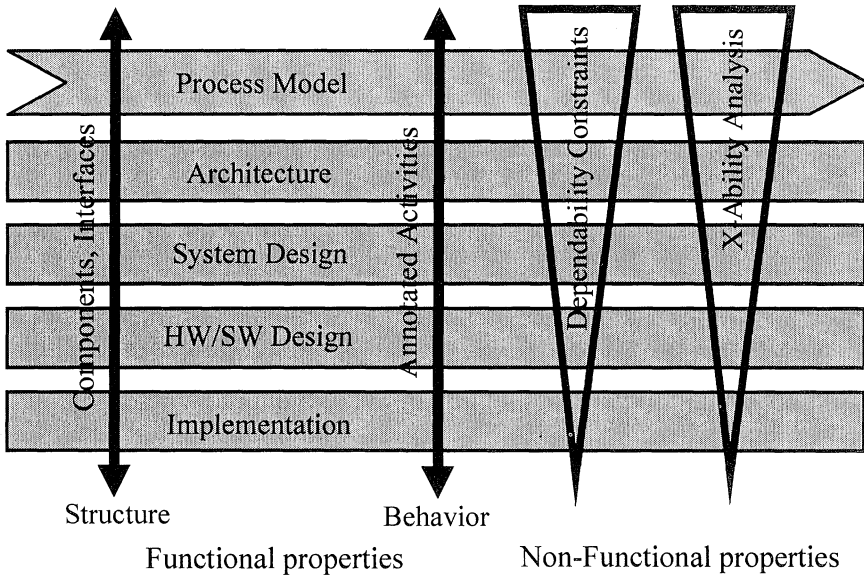 Process Model
Architecture
System Design
HW/SW Design
Implementation
Components, Interfaces
Annotated Activities
Dependability Constraints
X-Ability Analysis
Structure
Behavior
Functional properties
Non-Functional properties